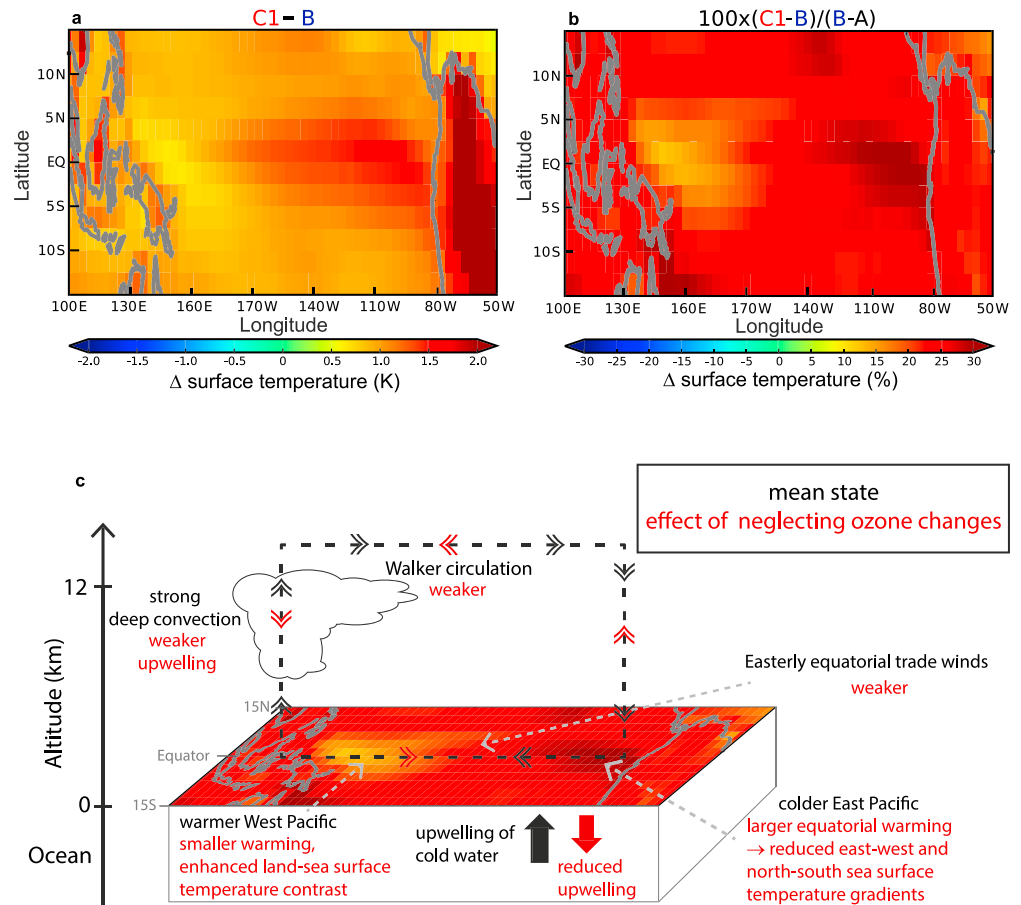 a
C1 – B
b
100x(C1-B)/(B-A)
10N
5N
EQ
5S
10S
Latitude
100E 130E 160E 170W 140W 110W 80W 50W
Longitude
-2.0 -1.5 -1.0 -0.5 0 0.5 1.0 1.5 2.0
Δ surface temperature (K)
10N
5N
EQ
5S
10S
Latitude
100E 130E 160E 170W 140W 110W 80W 50W
Longitude
-30 -25 -20 -15 -10 -5 0 5 10 15 20 25 30
Δ surface temperature (%)
c
mean state
effect of neglecting ozone changes
Altitude (km)
12
0
Ocean
strong
deep convection
weaker
upwelling
Walker circulation
weaker
Easterly equatorial trade winds
weaker
15N
Equator
15S
warmer West Pacific
smaller warming,
enhanced land-sea surface
temperature contrast
upwelling of
cold water
reduced
upwelling
colder East Pacific
larger equatorial warming
→ reduced east-west and
north-south sea surface
temperature gradients